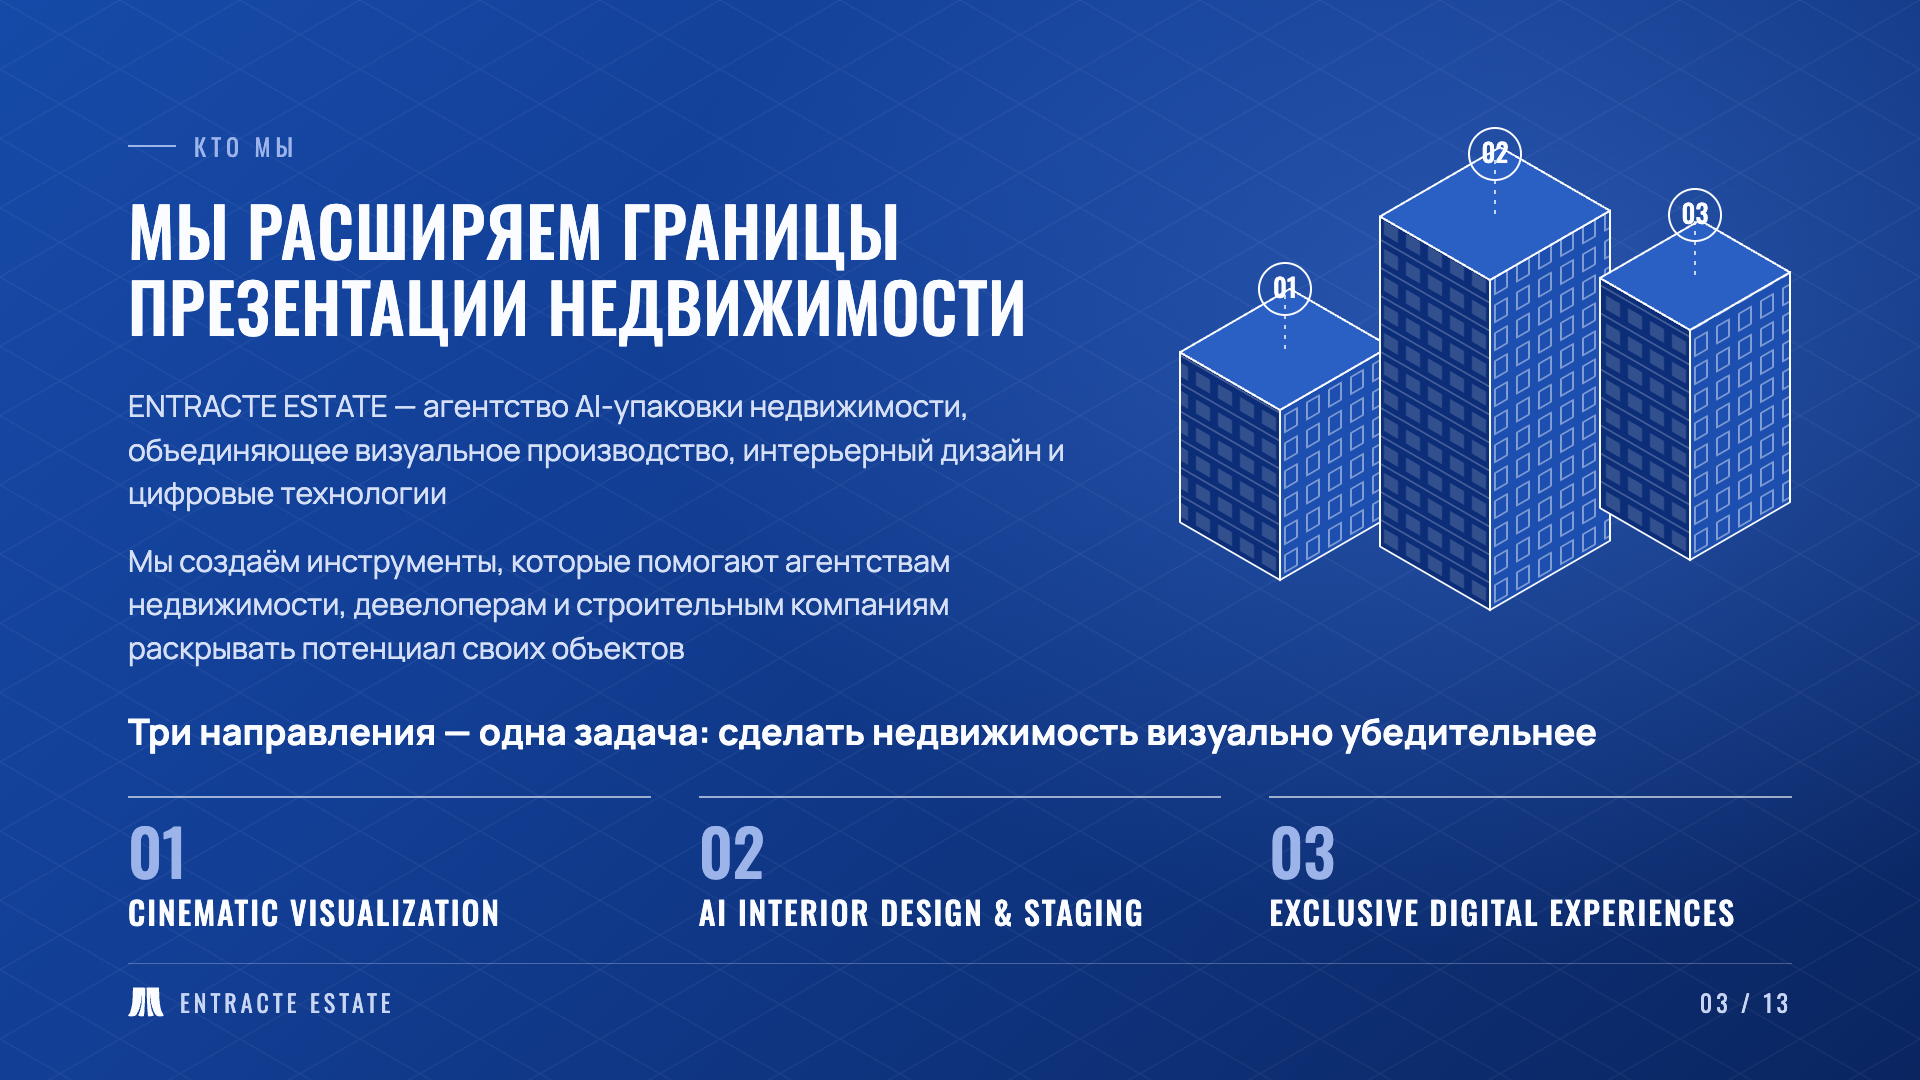 КТО МЫ
МЫ РАСШИРЯЕМ ГРАНИЦЫ
ПРЕЗЕНТАЦИИ НЕДВИЖИМОСТИ
ENTRACTE ESTATE — агентство AI-упаковки недвижимости,
объединяющее визуальное производство, интерьерный дизайн и
цифровые технологии
Мы создаём инструменты, которые помогают агентствам
недвижимости, девелоперам и строительным компаниям
раскрывать потенциал своих объектов
01
02
03
Три направления — одна задача: сделать недвижимость визуально убедительнее
01
CINEMATIC VISUALIZATION
02
AI INTERIOR DESIGN & STAGING
03
EXCLUSIVE DIGITAL EXPERIENCES
ENTRACTE ESTATE
03 / 13